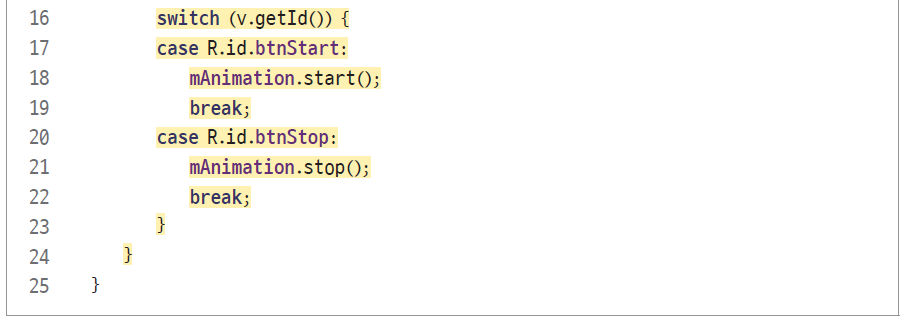 16 switch (v.getId()) {
17 case R.id.btnStart:
18 mAnimation.start();
19 break;
20 case R.id.btnStop:
21 mAnimation.stop();
22 break;
23 }
24 }
25 }